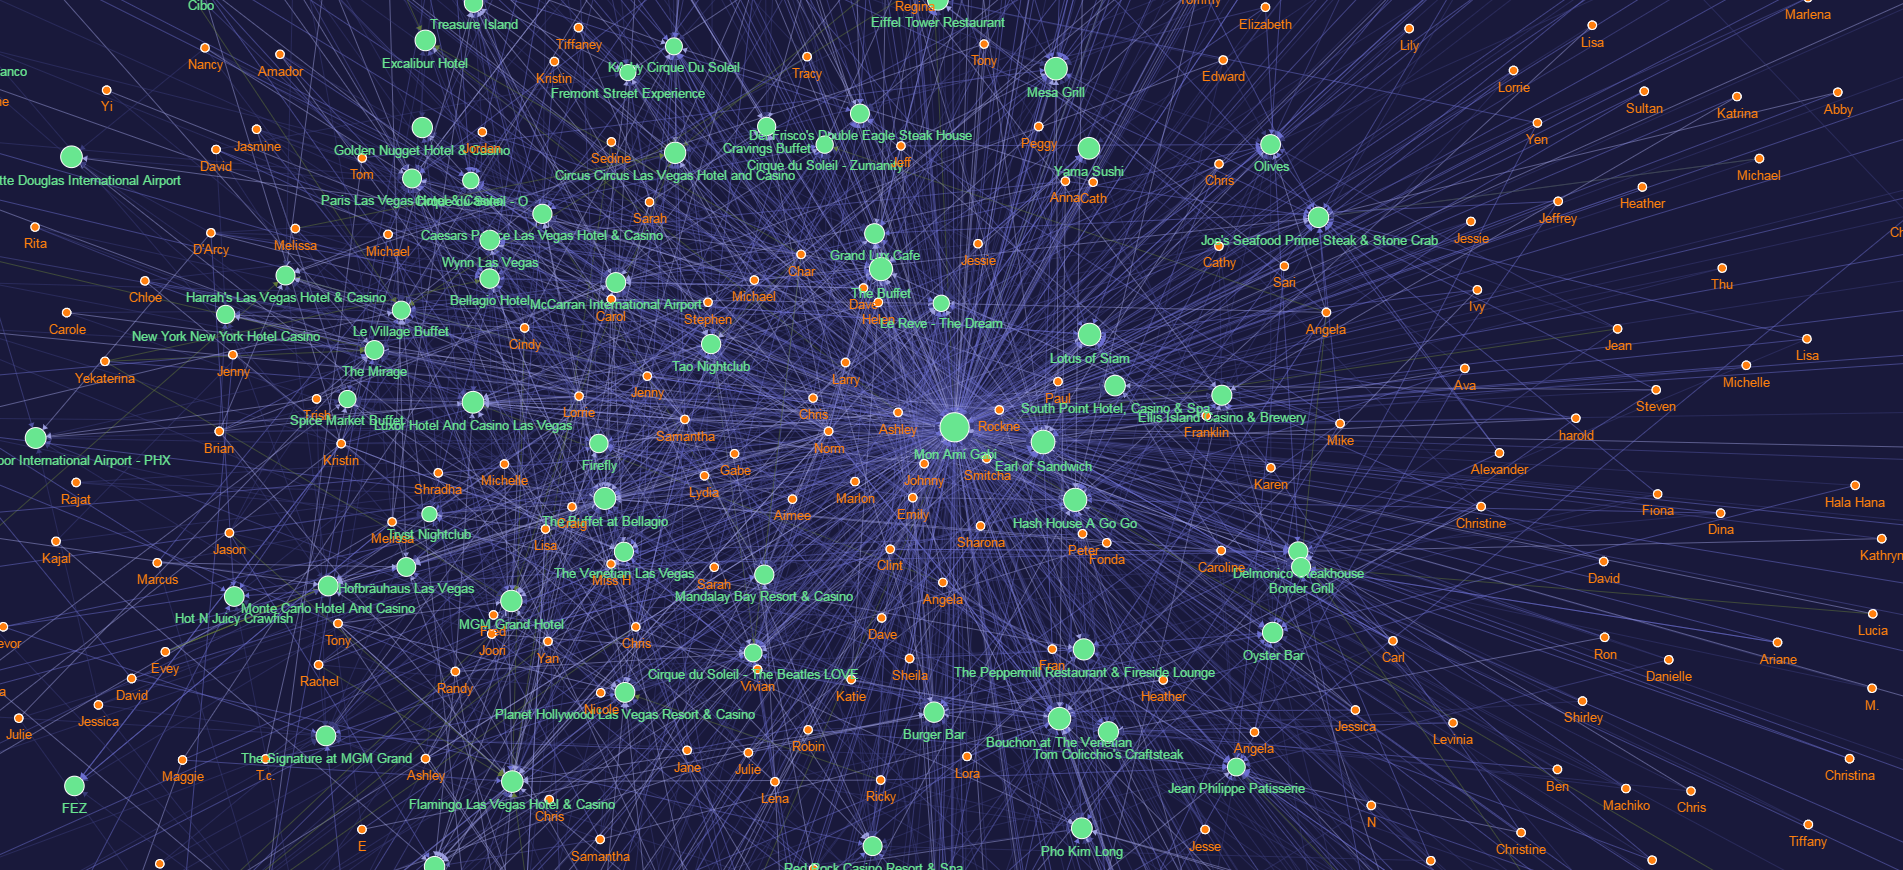 Cibo
Treasure Island
Regina
Eiffel Tower Restaurant
Tommy
Elizabeth
Lily
Lisa
Marlena
Nancy
Amador
Excalibur Hotel
Tiffaney
Kristin
Cirque Du Soleil
Fremont Street Experience
Tracy
Tony
Mesa Grill
Edward
Lorrie
Sultan
Katrina
Abby
anco
Yi
David
Jasmine
Golden Nugget Hotel & Casino
Jordan
Tom
Sedine
Circus Circus Las Vegas Hotel and Casino
Cravings Buffet
Del Frisco's Double Eagle Steak House
Cirque du Soleil - Zumanity
Jeff
Peggy
Yama Sushi
Anna
Cath
Chris
Olives
Yen
Michael
Heather
Jeffrey
tte Douglas International Airport
Paris Las Vegas Hotel & Casino
Cirque du Soleil - O
Sarah
Caesars Palace Las Vegas Hotel & Casino
Rita
D'Arcy
Melissa
Michael
Wynn Las Vegas
Grand Lux Cafe
Jessie
Joe's Seafood Prime Steak & Stone Crab
Cathy
Sari
Jessie
Ivy
Thu
Ch
Chloe
Harrah's Las Vegas Hotel & Casino
Bellagio Hotel
McCarran International Airport
Carol
Michael
Char
The Buffet
Dave
Helen
Le Reve - The Dream
Stephen
Angela
Carole
New York New York Hotel Casino
Le Village Buffet
Cindy
Jean
Lisa
Yekaterina
Jenny
The Mirage
Tao Nightclub
Larry
Lotus of Siam
Ava
Michelle
Steven
Trish
Spice Market Buffet
Luxor Hotel And Casino Las Vegas
Lorrie
Jenny
Samantha
Chris
Norm
Ashley
Rockne
Paul
South Point Hotel, Casino & Spa
Ellis Island Casino & Brewery
Franklin
Mike
harold
Brian
Kristin
Firefly
Mon Ami Gabi
Earl of Sandwich
Smitcha
Johnny
Karen
Alexander
bor International Airport - PHX
Rajat
Shradha
Michelle
Lydia
Gabe
Aimee
Marlon
Emily
Christine
Fiona
Dina
Hala Hana
The Buffet at Bellagio
Craig
Lisa
Tryst Nightclub
Melissa
Jason
Kajal
Marcus
Hash House A Go Go
Sharona
Peter
Fonda
Caroline
Delmonico Steakhouse
Border Grill
David
Kathryn
The Venetian Las Vegas
Miss H
Sarah
Mandalay Bay Resort & Casino
Clint
Angela
Hofbräuhaus Las Vegas
Monte Carlo Hotel And Casino
Hot N Juicy Crawfish
MGM Grand Hotel
Fred
Joori
Tony
Yan
Chris
Dave
Lucia
evor
Evey
David
Rachel
Randy
Cirque du Soleil - The Beatles LOVE
Vivian
Katie
Sheila
Fran
The Peppermill Restaurant & Fireside Lounge
Heather
Oyster Bar
Carl
Ron
Danielle
Ariane
M.
Julie
Jessica
Nicole
Planet Hollywood Las Vegas Resort & Casino
Robin
Burger Bar
Bouchon at The Venetian
Tom Colicchio's Craftsteak
Angela
Jessica
Levinia
Shirley
The Signature at MGM Grand
Maggie
T.c.
Ashley
Jane
Julie
Lena
Ricky
Lora
Jean Philippe Patisserie
Ben
Machiko
Chris
Christina
FEZ
Flamingo Las Vegas Hotel & Casino
Chris
Samantha
E
Pho Kim Long
Jesse
N
Christine
Tiffany
Red Rock Casino Resort & Spa